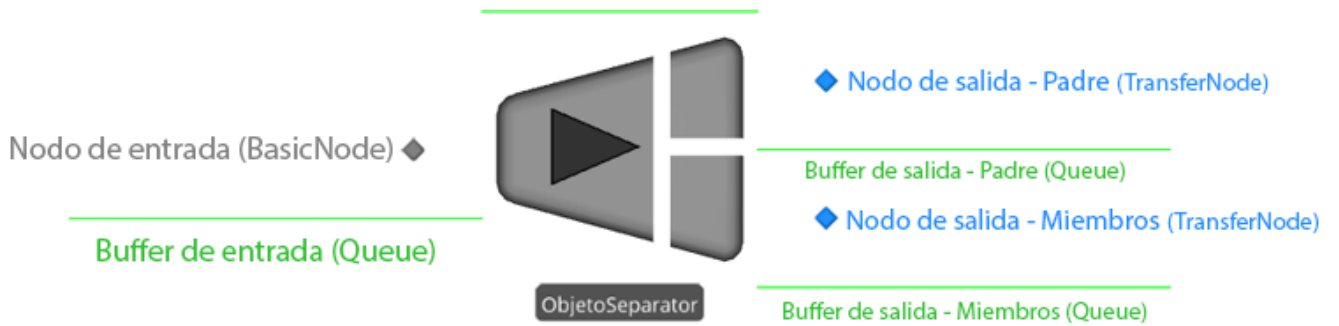 Nodo de salida - Padre (TransferNode)
Nodo de entrada (BasicNode)
Buffer de salida - Padre (Queue)
Nodo de salida - Miembros (TransferNode)
Buffer de entrada (Queue)
ObjetoSeparator
Buffer de salida - Miembros (Queue)